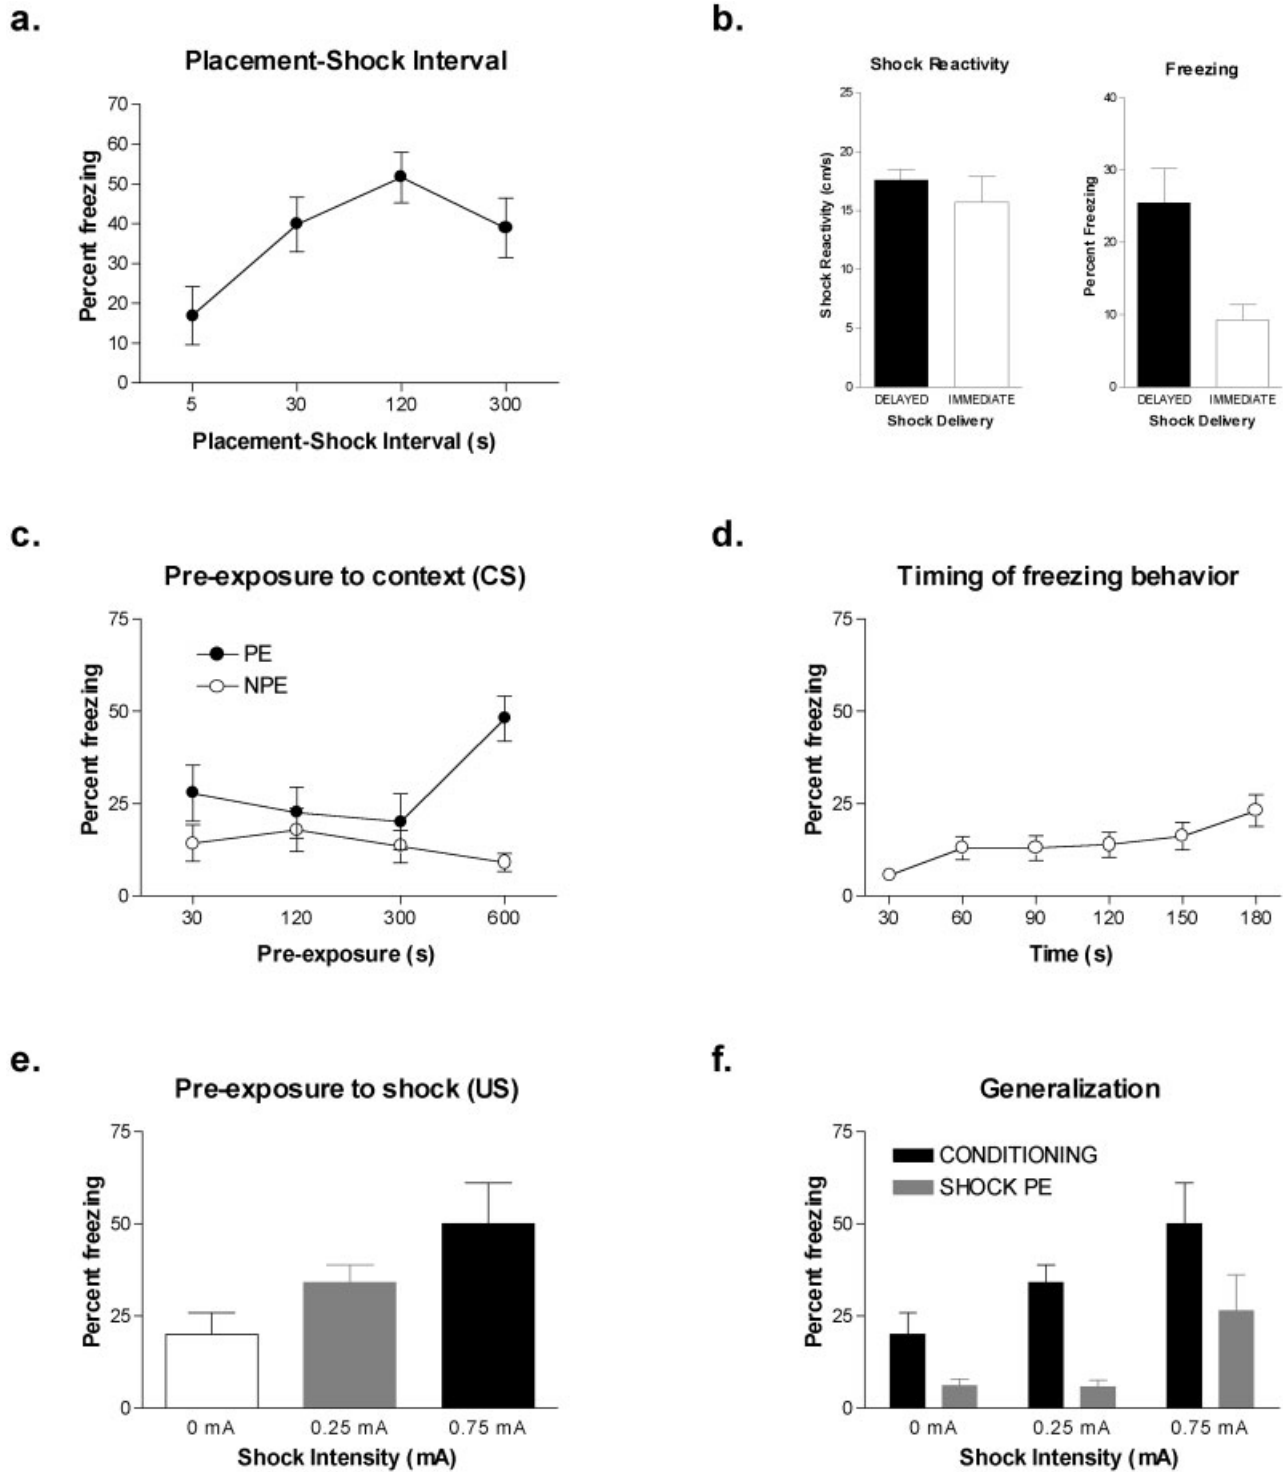 a.
Placement-Shock Interval
Percent freezing
70
60
50
40
30
20
10
0
5 30 120 300
Placement-Shock Interval (s)
b.
Shock Reactivity
Shock Reactivity (cm/s)
25
20
15
10
5
0
DELAYED IMMEDIATE
Shock Delivery
Freezing
Percent Freezing
40
30
20
10
0
DELAYED IMMEDIATE
Shock Delivery
c.
Pre-exposure to context (CS)
Percent freezing
75
50
25
0
PE
NPE
30 120 300 600
Pre-exposure (s)
d.
Timing of freezing behavior
Percent freezing
75
50
25
0
30 60 90 120 150 180
Time (s)
e.
Pre-exposure to shock (US)
Percent freezing
75
50
25
0
0 mA 0.25 mA 0.75 mA
Shock Intensity (mA)
f.
Generalization
Percent freezing
75
50
25
0
CONDITIONING
SHOCK PE
0 mA 0.25 mA 0.75 mA
Shock Intensity (mA)